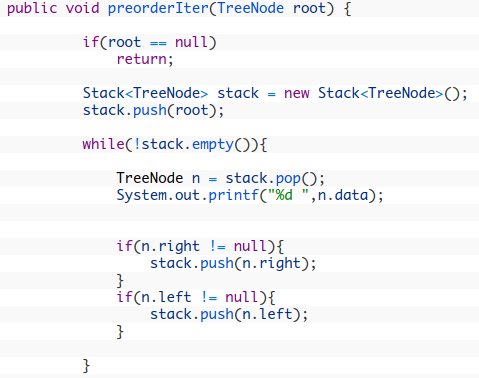 public void preorderIter(TreeNode root) {
if(root == null)
return;
Stack<TreeNode> stack = new Stack<TreeNode>();
stack.push(root);
while(!stack.empty()){
TreeNode n = stack.pop();
System.out.printf("%d ",n.data);
if(n.right != null){
stack.push(n.right);
}
if(n.left != null){
stack.push(n.left);
}
}